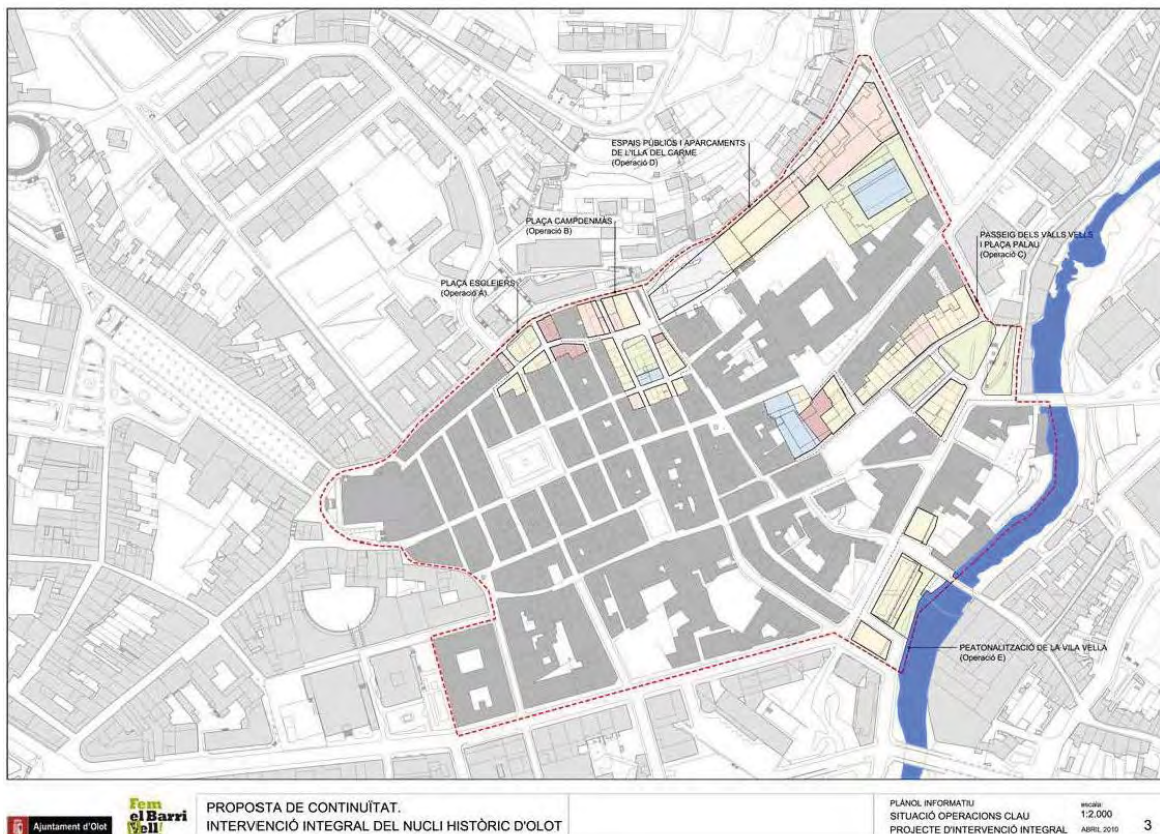 ESPAIS PÚBLICS I APARCAMENTS
DE L'ILLA DEL CARME
(Operació D)
PLAÇA CAMPDENMÀS
(Operació B)
PLAÇA ESGLEIERS
(Operació A)
PASSEIG DELS VALLS VELLS
I PLAÇA PALAU
(Operació C)
PEATONALITZACIÓ DE LA VILA VELLA
(Operació E)
Ajuntament d'Olot
Fem
el Barri
Vell!
PROPOSTA DE CONTINUÏTAT.
INTERVENCIÓ INTEGRAL DEL NUCLI HISTÒRIC D'OLOT
PLÀNOL INFORMATIU
SITUACIÓ OPERACIONS CLAU
PROJECTE D'INTERVENCIÓ INTEGRAL
escala:
1:2.000
ABRIL 2010
3